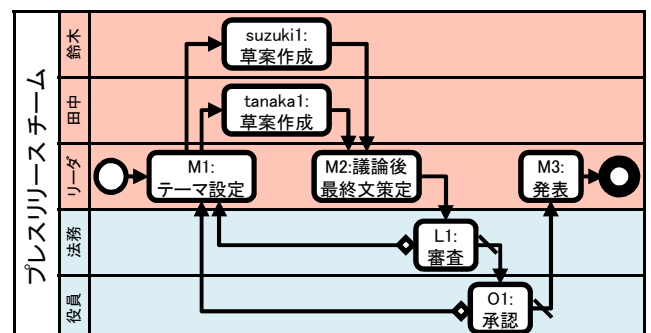 プレスリリース チーム
鈴木
suzuki1:
草案作成
田中
tanaka1:
草案作成
リーダ
M1:
テーマ設定
M2:議論後
最終文策定
M3:
発表
法務
L1:
審査
役員
O1:
承認